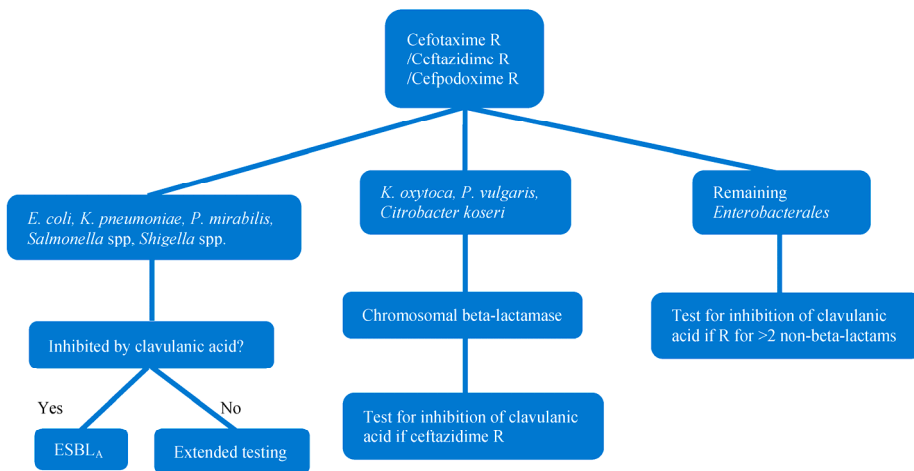 Cefotaxime R
/Ceftazidime R
/Cefpodoxime R
E. coli, K. pneumoniae, P. mirabilis,
Salmonella spp, Shigella spp.
K. oxytoca, P. vulgaris,
Citrobacter koseri
Remaining
Enterobacterales
Inhibited by clavulanic acid?
Chromosomal beta-lactamase
Test for inhibition of clavulanic
acid if R for >2 non-beta-lactams
Yes
No
ESBLA
Extended testing
Test for inhibition of clavulanic
acid if ceftazidime R